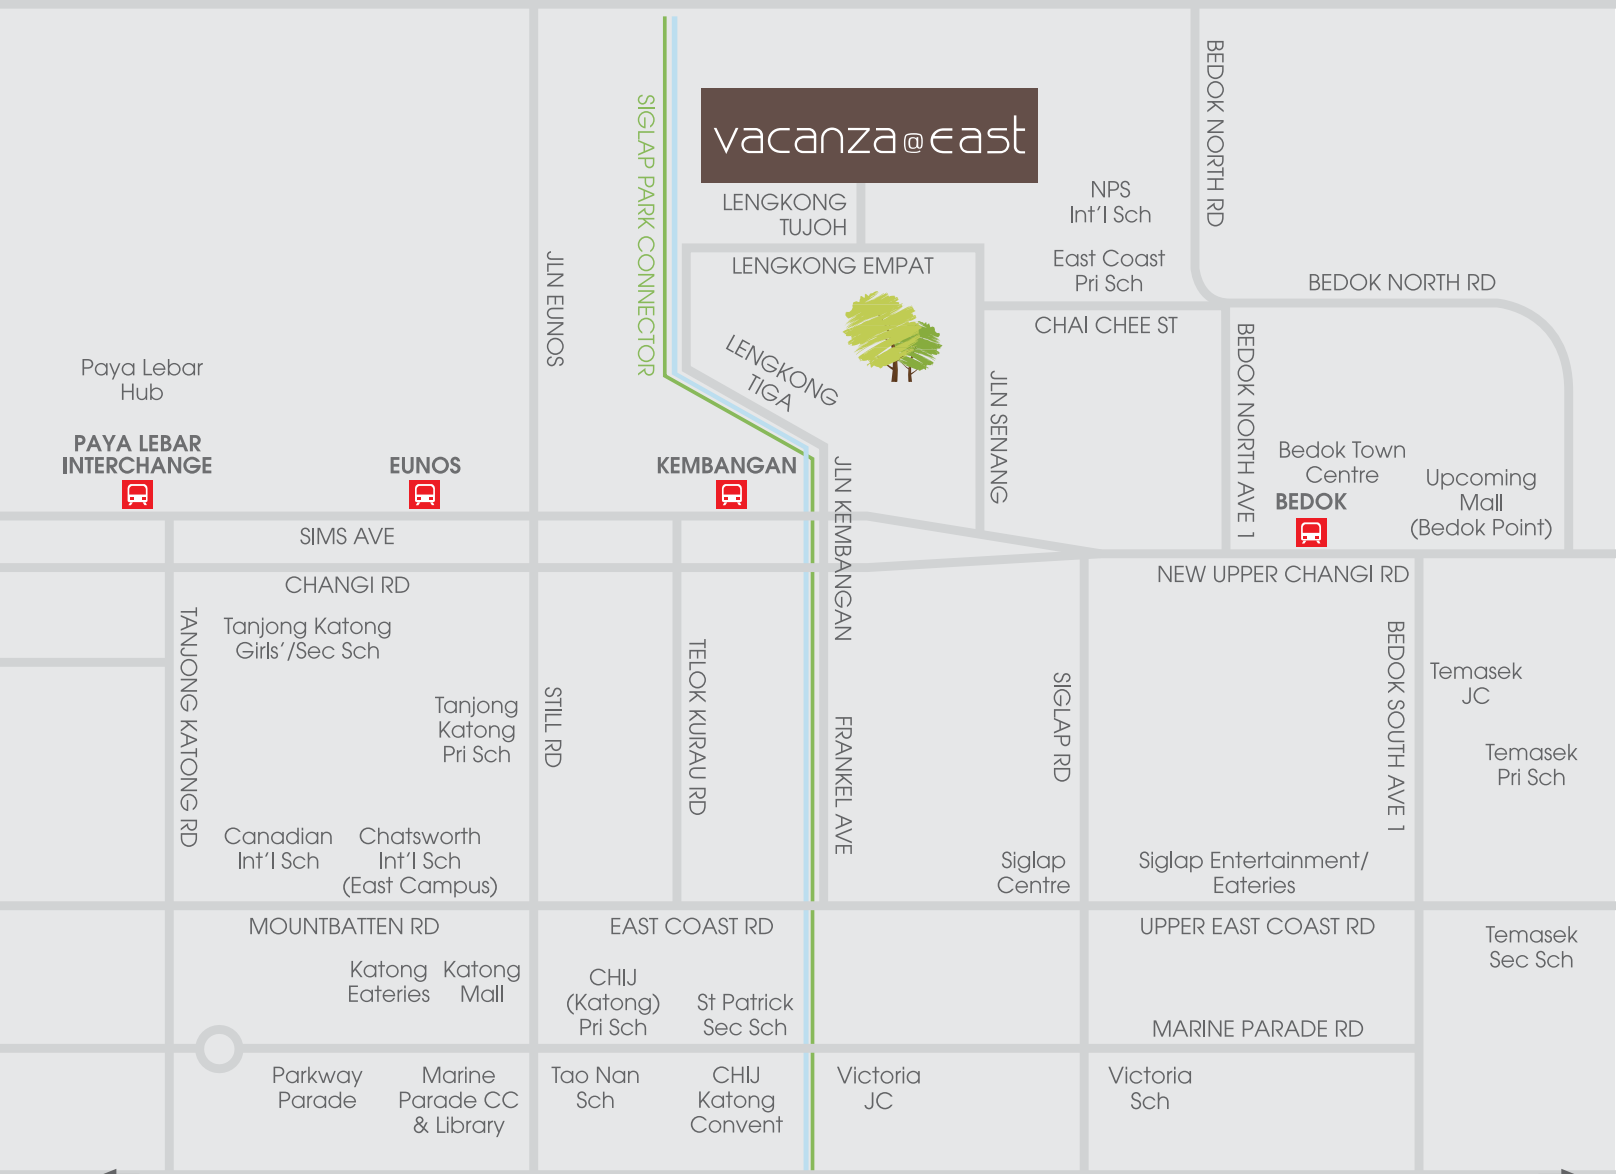 vacanza@east
SIGLAP PARK CONNECTOR
BEDOK NORTH RD
LENGKONG
TUJOH
NPS
Int'l Sch
LENGKONG EMPAT
East Coast
Pri Sch
JLN EUNOS
BEDOK NORTH RD
CHAI CHEE ST
BEDOK NORTH AVE 1
LENGKONG
TIGA
JLN SENANG
Paya Lebar
Hub
PAYA LEBAR
INTERCHANGE
EUNOS
KEMBANGAN
JLN KEMBANGAN
Bedok Town
Centre
BEDOK
Upcoming
Mall
(Bedok Point)
SIMS AVE
CHANGI RD
NEW UPPER CHANGI RD
TANJONG KATONG RD
Tanjong Katong
Girls'/Sec Sch
Tanjong
Katong
Pri Sch
STILL RD
TELOK KURAU RD
FRANKEL AVE
SIGLAP RD
BEDOK SOUTH AVE 1
Temasek
JC
Temasek
Pri Sch
Canadian
Int'l Sch
Chatsworth
Int'l Sch
(East Campus)
Siglap
Centre
Siglap Entertainment/
Eateries
MOUNTBATTEN RD
EAST COAST RD
UPPER EAST COAST RD
Temasek
Sec Sch
Katong
Eateries
Katong
Mall
CHIJ
(Katong)
Pri Sch
St Patrick
Sec Sch
MARINE PARADE RD
Parkway
Parade
Marine
Parade CC
& Library
Tao Nan
Sch
CHIJ
Katong
Convent
Victoria
JC
Victoria
Sch